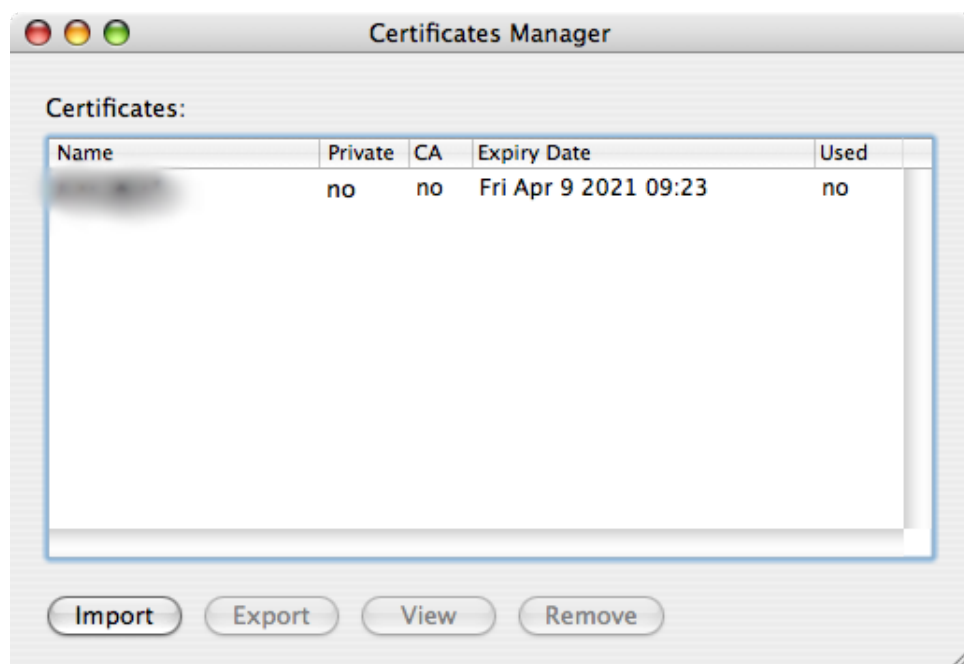 Certificates Manager
Certificates:
Name Private CA Expiry Date Used
no no Fri Apr 9 2021 09:23 no
Import Export View Remove